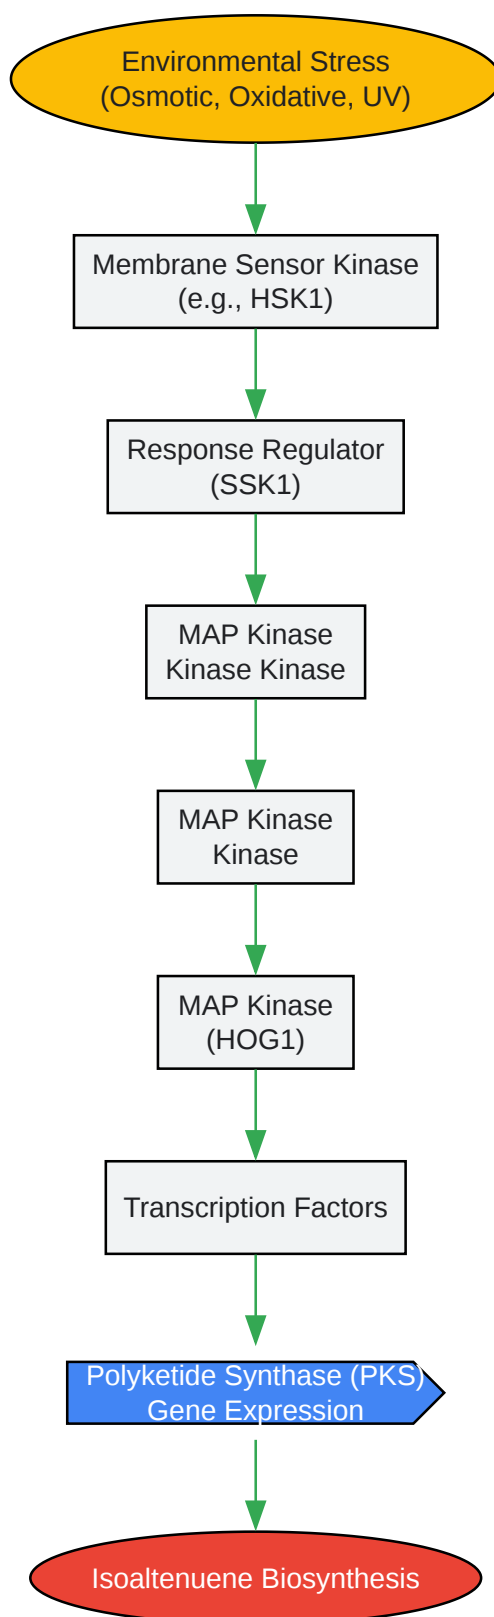 Environmental Stress
(Osmotic, Oxidative, UV)
Membrane Sensor Kinase
(e.g., HSK1)
Response Regulator
(SSK1)
MAP Kinase
Kinase Kinase
MAP Kinase
Kinase
MAP Kinase
(HOG1)
Transcription Factors
Polyketide Synthase (PKS)
Gene Expression
Isoaltenuene Biosynthesis